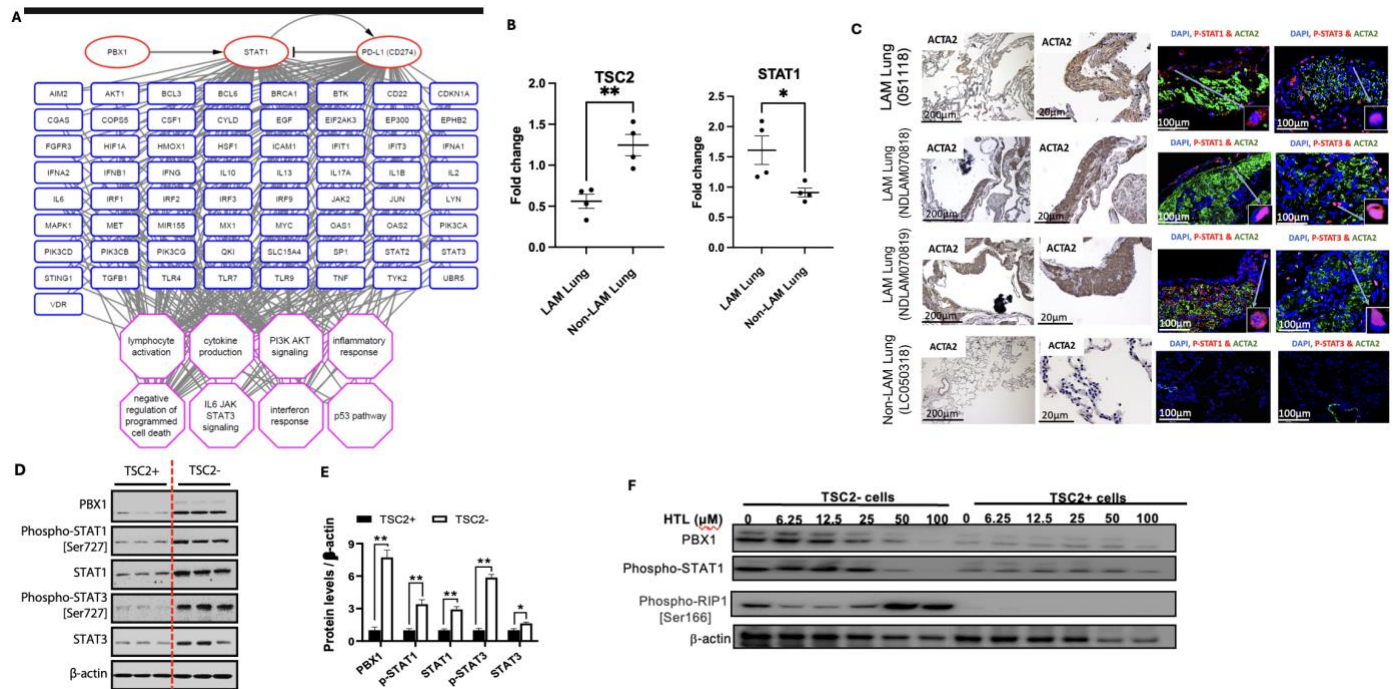 A
PBX1
STAT1
PD-L1 (CD274)
AIM2 AKT1 BCL3 BCL6 BRCA1 BTK CD22 CDKN1A
CGAS COPS5 CSF1 CYLD EGF EIF2AK3 EP300 EPHB2
FGFR3 HIF1A HMOX1 HSF1 ICAM1 IFIT1 IFIT3 IFNA1
IFNA2 IFNB1 IFNG IL10 IL13 IL17A IL1B IL2
IL6 IRF1 IRF2 IRF3 IRF9 JAK2 JUN LYN
MAPK1 MET MIR155 MX1 MYC OAS1 OAS2 PIK3CA
PIK3CD PIK3CB PIK3CG QKI SLC15A4 SP1 STAT2 STAT3
STING1 TGFB1 TLR4 TLR7 TLR9 TNF TYK2 UBR5
VDR
lymphocyte
activation
cytokine
production
PI3K AKT
signaling
inflammatory
response
negative
regulation of
programmed
cell death
IL6 JAK
STAT3
signaling
interferon
response
p53 pathway
B
TSC2
**
Fold change
2.0
1.5
1.0
0.5
0.0
LAM Lung
Non-LAM Lung
STAT1
*
Fold change
2.5
2.0
1.5
1.0
0.5
0.0
LAM Lung
Non-LAM Lung
C
LAM Lung
(051118)
ACTA2
200µm
ACTA2
20µm
DAPI, P-STAT1 & ACTA2
100µm
DAPI, P-STAT3 & ACTA2
100µm
LAM Lung
(NDLAM070818)
ACTA2
200µm
ACTA2
20µm
DAPI, P-STAT1 & ACTA2
100µm
DAPI, P-STAT3 & ACTA2
100µm
LAM Lung
(NDLAM070819)
ACTA2
200µm
ACTA2
20µm
DAPI, P-STAT1 & ACTA2
100µm
DAPI, P-STAT3 & ACTA2
100µm
Non-LAM Lung
(LC050318)
ACTA2
200µm
ACTA2
20µm
DAPI, P-STAT1 & ACTA2
100µm
DAPI, P-STAT3 & ACTA2
100µm
D
TSC2+ TSC2-
PBX1
Phospho-STAT1
[Ser727]
STAT1
Phospho-STAT3
[Ser727]
STAT3
β-actin
E
TSC2+ TSC2-
Protein levels / β-actin
9
6
3
0
**
**
**
**
*
PBX1
p-STAT1
STAT1
p-STAT3
STAT3
F
TSC2- cells TSC2+ cells
HTL (µM) 0 6.25 12.5 25 50 100 0 6.25 12.5 25 50 100
PBX1
Phospho-STAT1
Phospho-RIP1
[Ser166]
β-actin